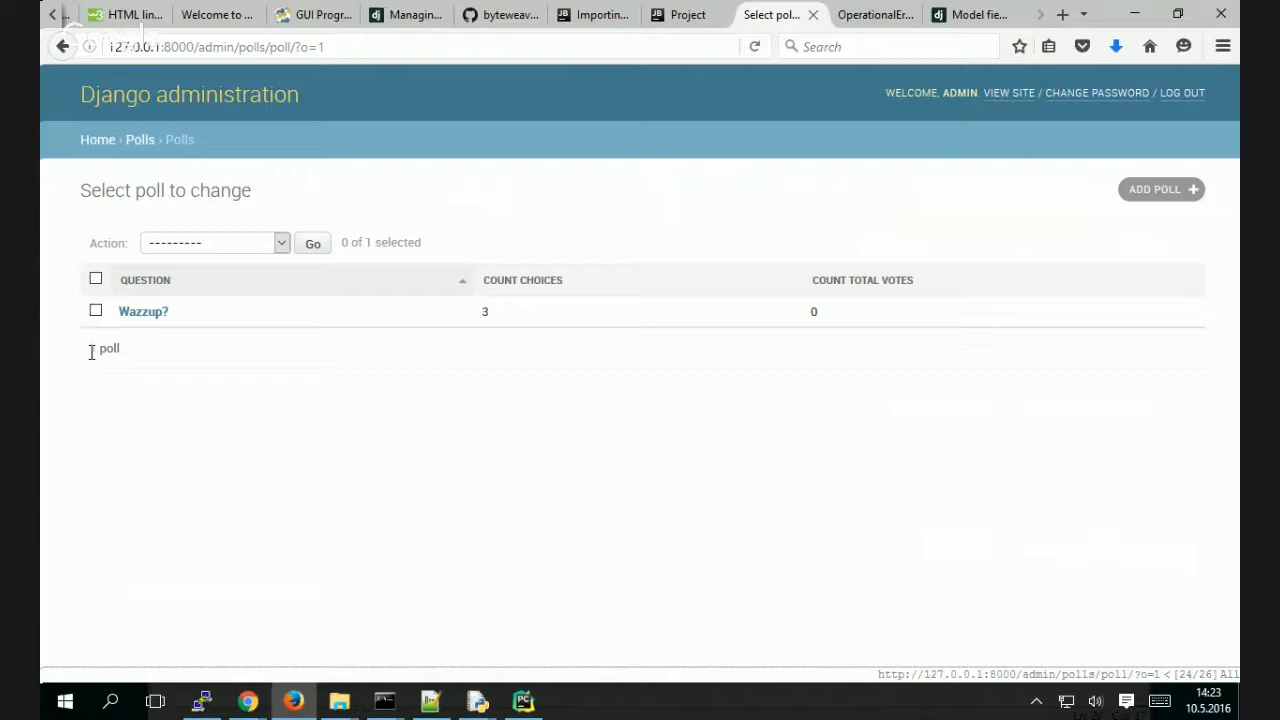 HTML lin...
Welcome to ...
GUI Progr...
Managin...
byteweav...
Importin...
Project
Select pol...
OperationalEr...
Model fie...
127.0.0.1:8000/admin/polls/poll/?o=1
Search
Django administration
WELCOME, ADMIN. VIEW SITE / CHANGE PASSWORD / LOG OUT
Home › Polls › Polls
Select poll to change
ADD POLL +
Action: --------- Go 0 of 1 selected
QUESTION COUNT CHOICES COUNT TOTAL VOTES
Wazzup? 3 0
poll
http://127.0.0.1:8000/admin/polls/poll/?o=1 < [24/26] All
14:23
10.5.2016